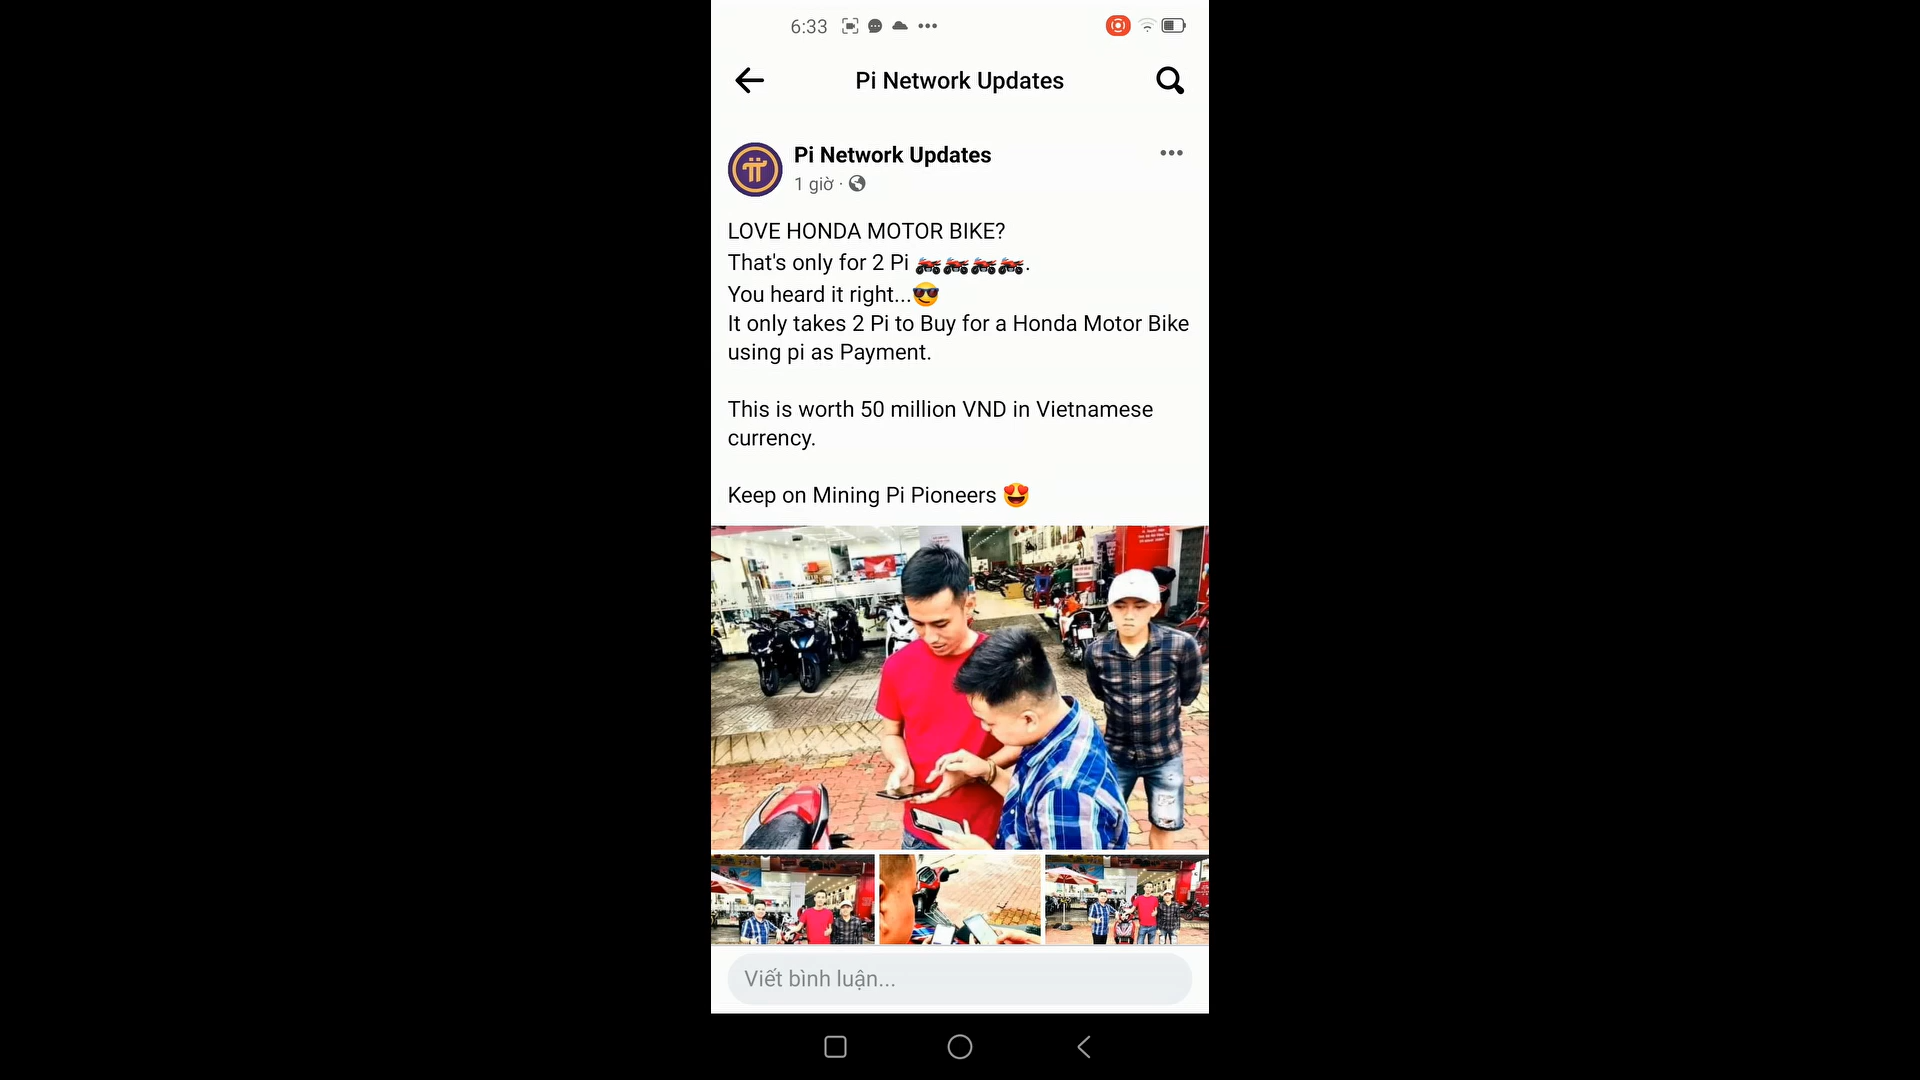 6:33
Pi Network Updates
Pi Network Updates
1 giờ ·
LOVE HONDA MOTOR BIKE?
That's only for 2 Pi 🏍️🏍️🏍️🏍️.
You heard it right...😎
It only takes 2 Pi to Buy for a Honda Motor Bike
using pi as Payment.
This is worth 50 million VND in Vietnamese
currency.
Keep on Mining Pi Pioneers 😍
Viết bình luận...